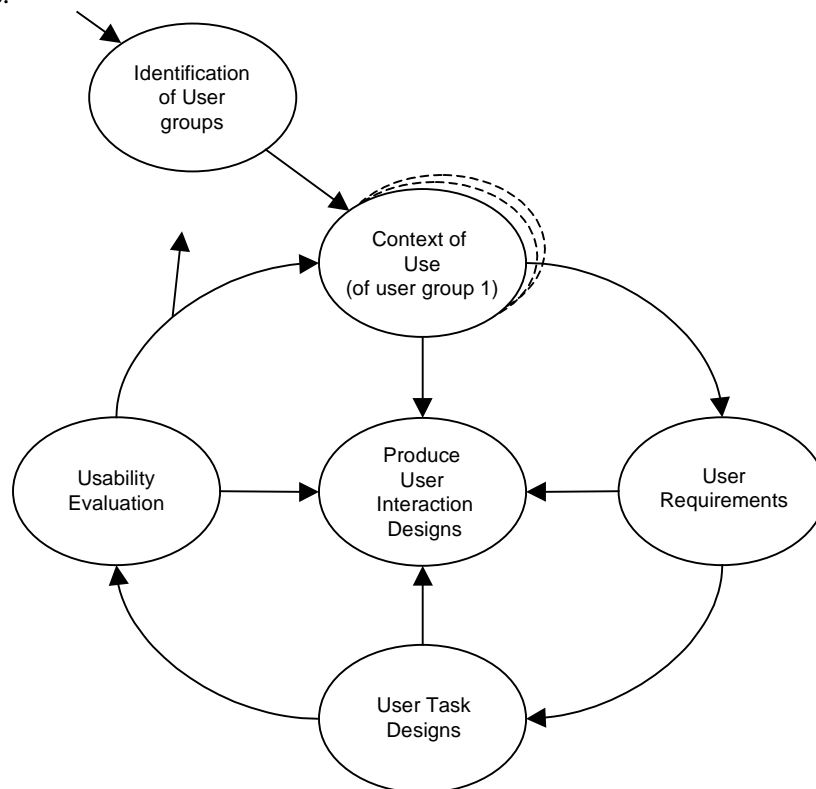 Identification
of User
groups
Context of
Use
(of user group 1)
Usability
Evaluation
Produce
User
Interaction
Designs
User
Requirements
User Task
Designs